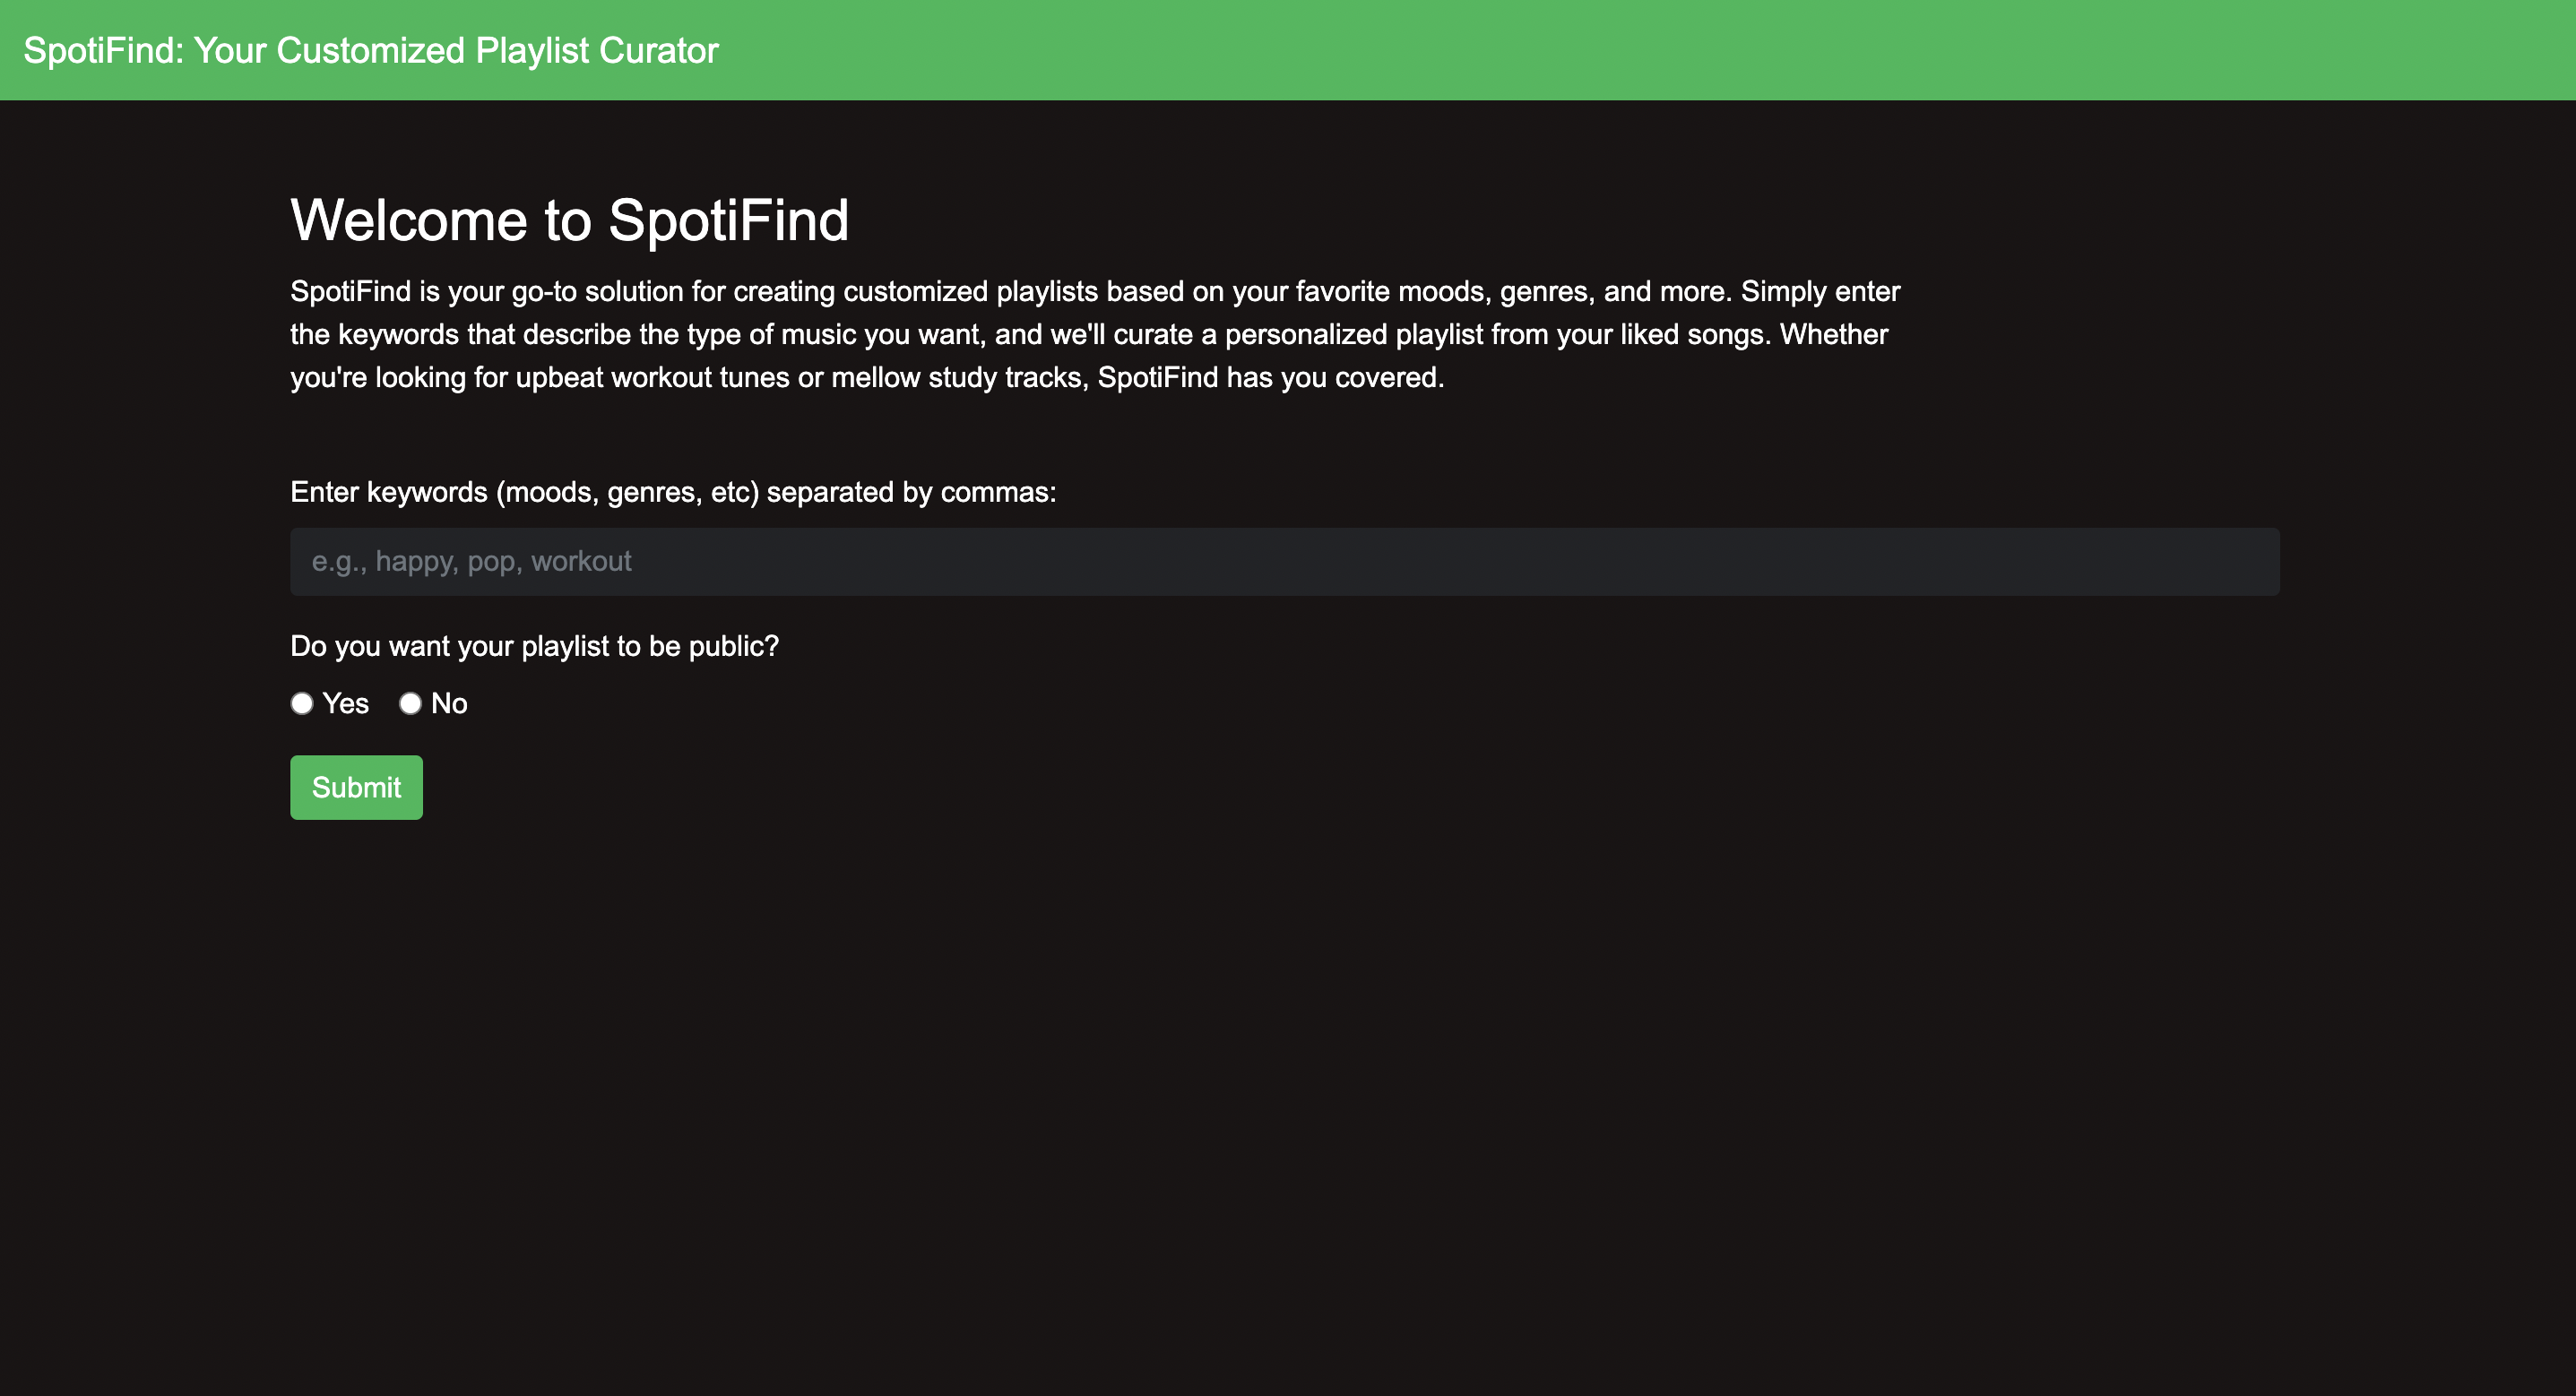 SpotiFind: Your Customized Playlist Curator
Welcome to SpotiFind
SpotiFind is your go-to solution for creating customized playlists based on your favorite moods, genres, and more. Simply enter
the keywords that describe the type of music you want, and we'll curate a personalized playlist from your liked songs. Whether
you're looking for upbeat workout tunes or mellow study tracks, SpotiFind has you covered.
Enter keywords (moods, genres, etc) separated by commas:
e.g., happy, pop, workout
Do you want your playlist to be public?
Yes No
Submit